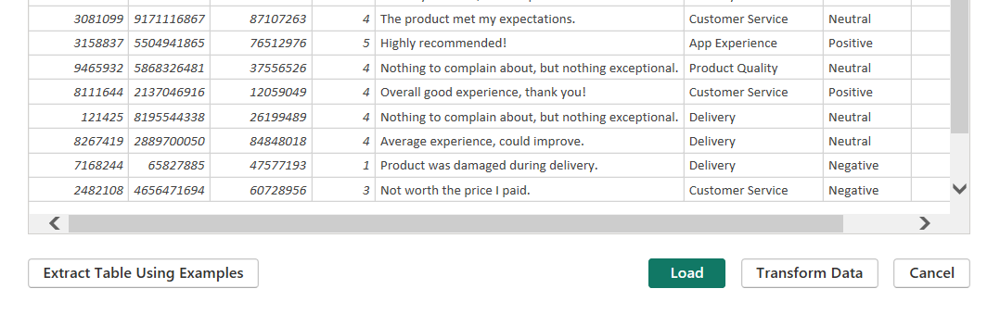 3081099 9171116867 87107263 4 The product met my expectations. Customer Service Neutral
3158837 5504941865 76512976 5 Highly recommended! App Experience Positive
9465932 5868326481 37556526 4 Nothing to complain about, but nothing exceptional. Product Quality Neutral
8111644 2137046916 12059049 4 Overall good experience, thank you! Customer Service Positive
121425 8195544338 26199489 4 Nothing to complain about, but nothing exceptional. Delivery Neutral
8267419 2889700050 84848018 4 Average experience, could improve. Delivery Neutral
7168244 65827885 47577193 1 Product was damaged during delivery. Delivery Negative
2482108 4656471694 60728956 3 Not worth the price I paid. Customer Service Negative
Extract Table Using Examples Load Transform Data Cancel